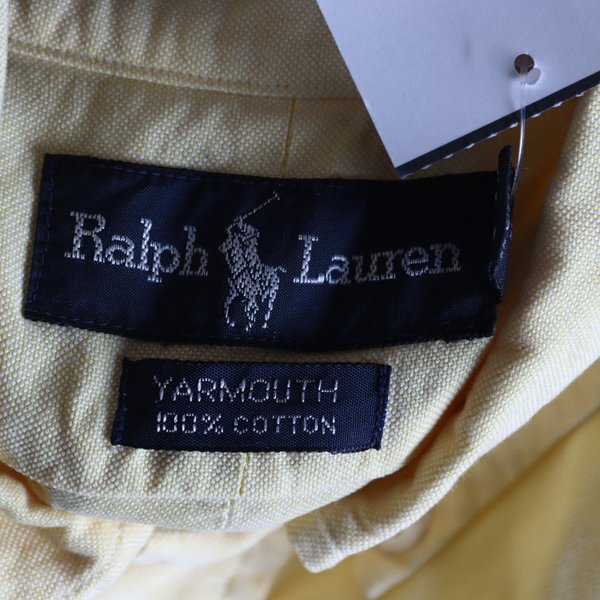 Ralph Lauren
YARMOUTH
100% COTTON